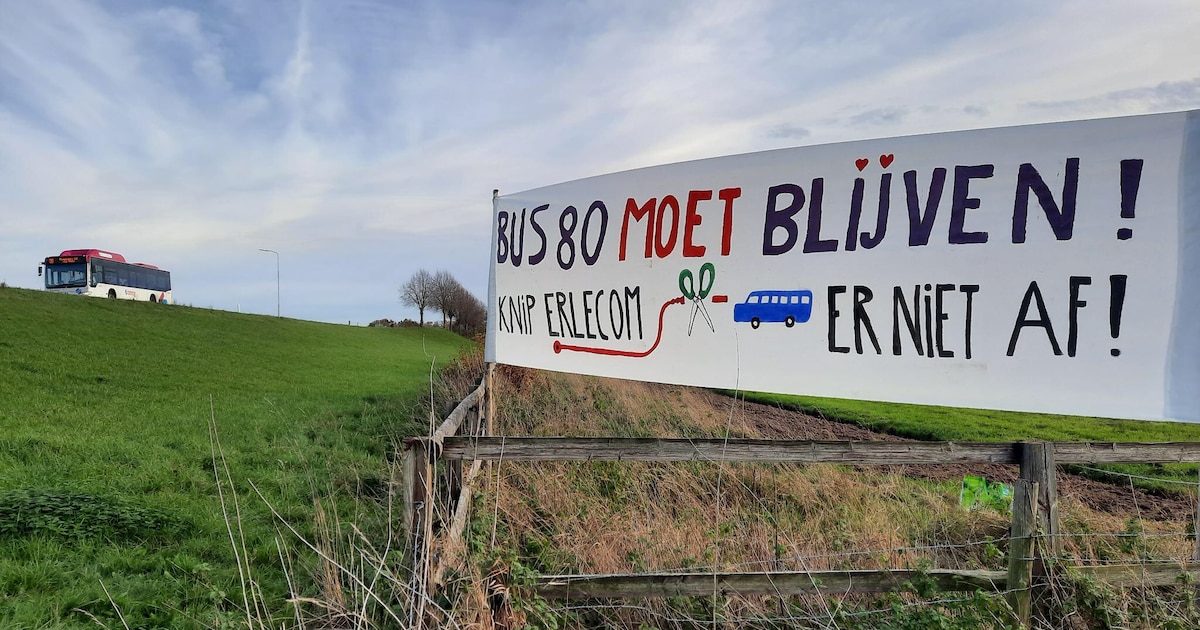 BUS 80 MOET BLIJVEN!
KNIP ERLECOM ER NIET AF!